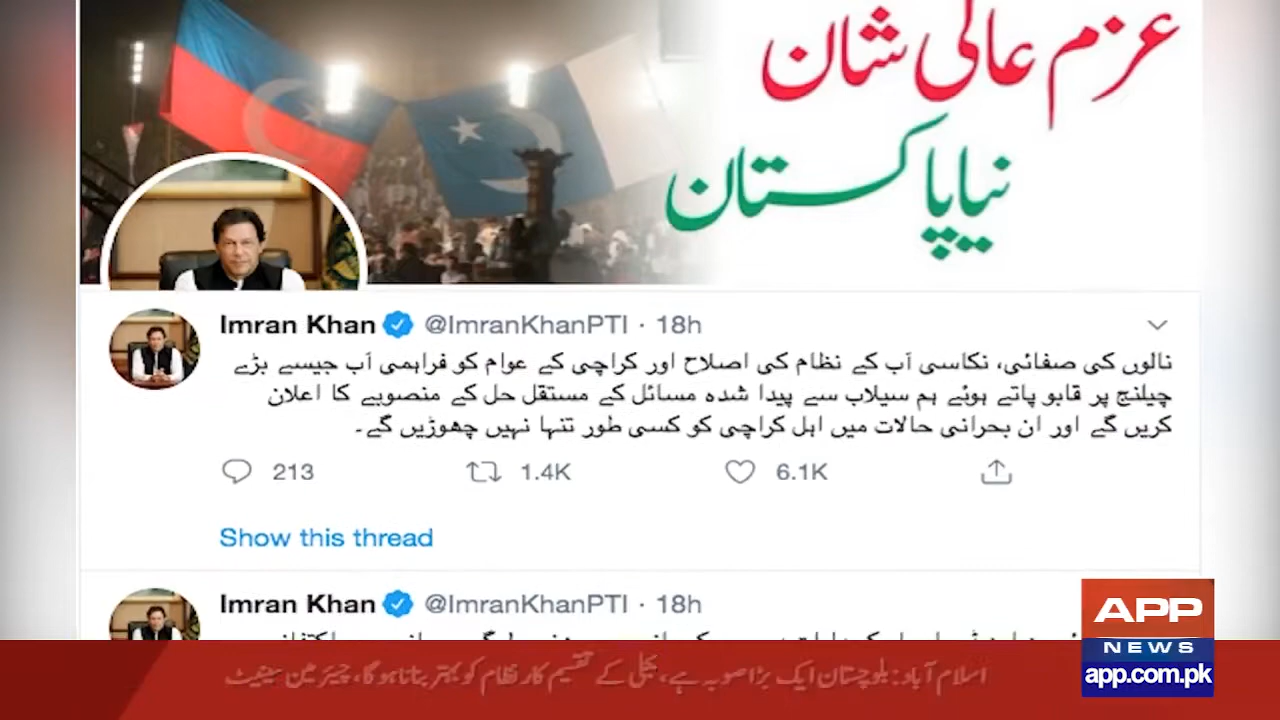 عزم عالی شان
نیا پاکستان
Imran Khan @ImranKhanPTI · 18h
نالوں کی صفائی، نکاسی آب کے نظام کی اصلاح اور کراچی کے عوام کو فراہمی آب جیسے بڑے
چیلنج پر قابو پاتے ہوئے ہم سیلاب سے پیدا شدہ مسائل کے مستقل حل کے منصوبے کا اعلان
کریں گے اور ان بحرانی حالات میں اہل کراچی کو کسی طور تنہا نہیں چھوڑیں گے۔
213 1.4K 6.1K
Show this thread
Imran Khan @ImranKhanPTI · 18h
APP
NEWS
app.com.pk
اسلام آباد: بلوچستان ایک بڑا صوبہ ہے، بجلی کے تقسیم کار نظام کو بہتر بنانا ہوگا، چیئرمین سینیٹ